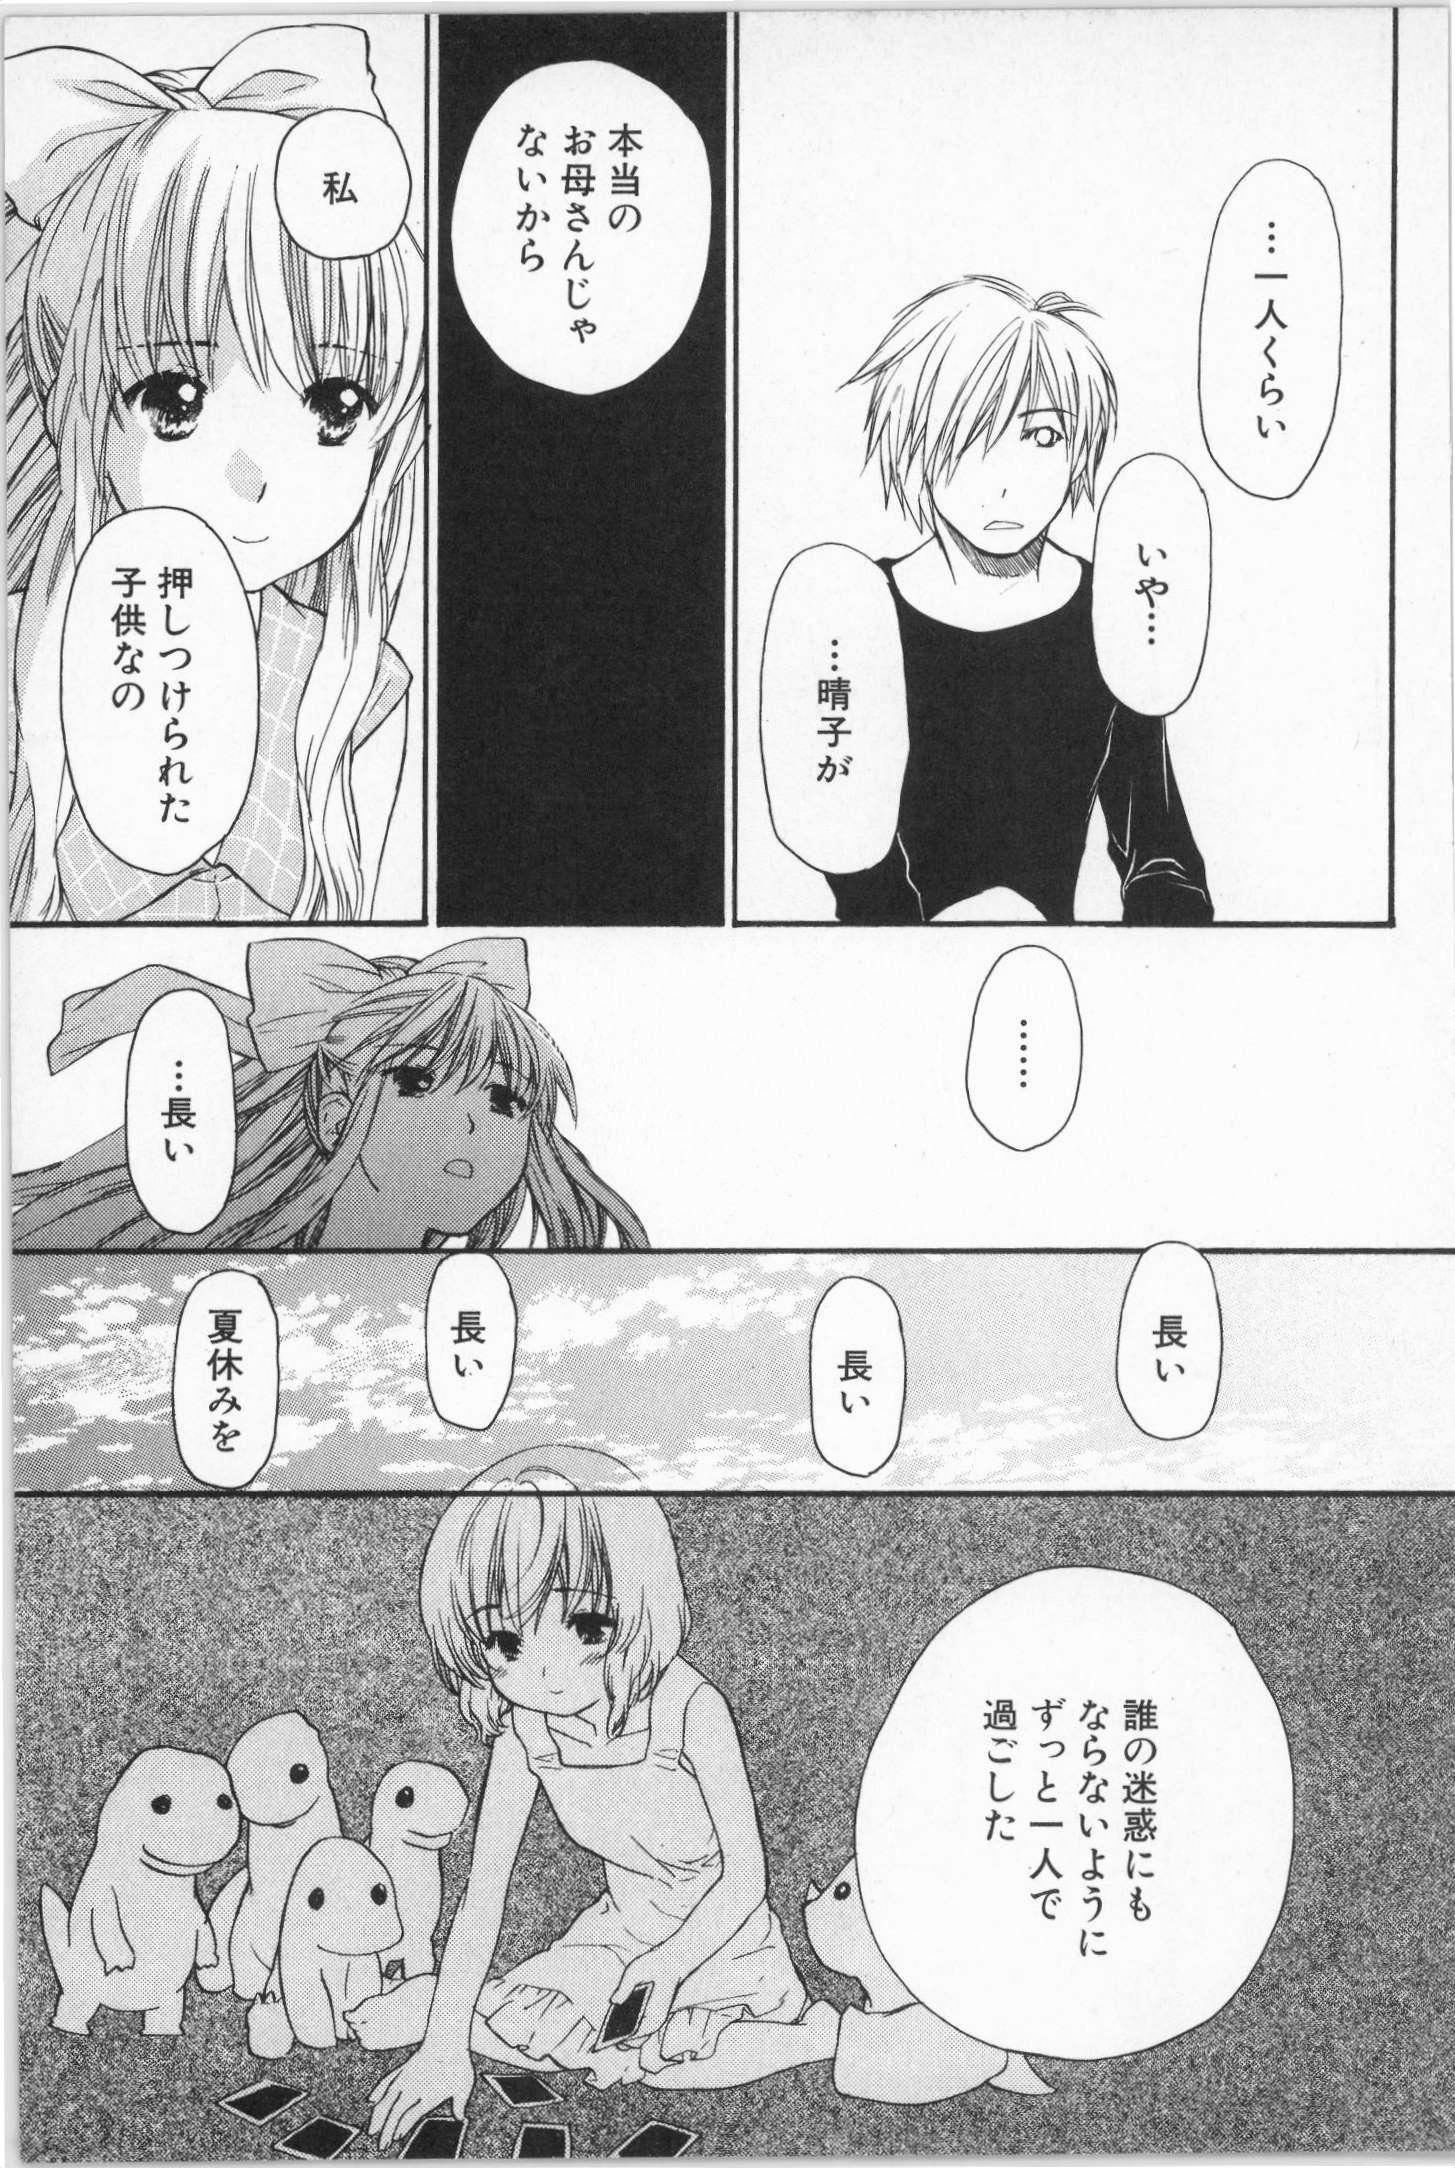 …一人くらい
いや…
…晴子が
本当の
お母さんじゃ
ないから
私
押しつけられた
子供なの
……
…長い
長い
長い
長い
夏休みを
誰の迷惑にも
ならないように
ずっと一人で
過ごした